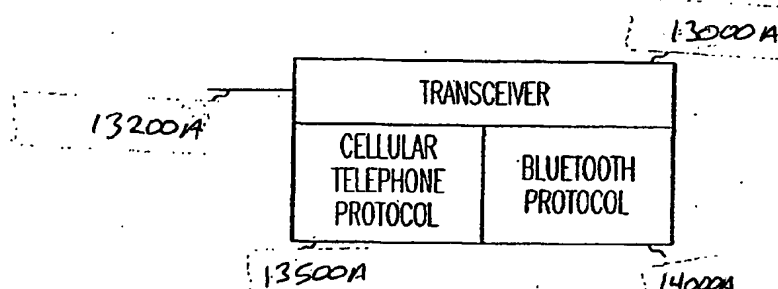 13000A
TRANSCEIVER
13200A
CELLULAR
TELEPHONE
PROTOCOL
BLUETOOTH
PROTOCOL
13500A
14000A